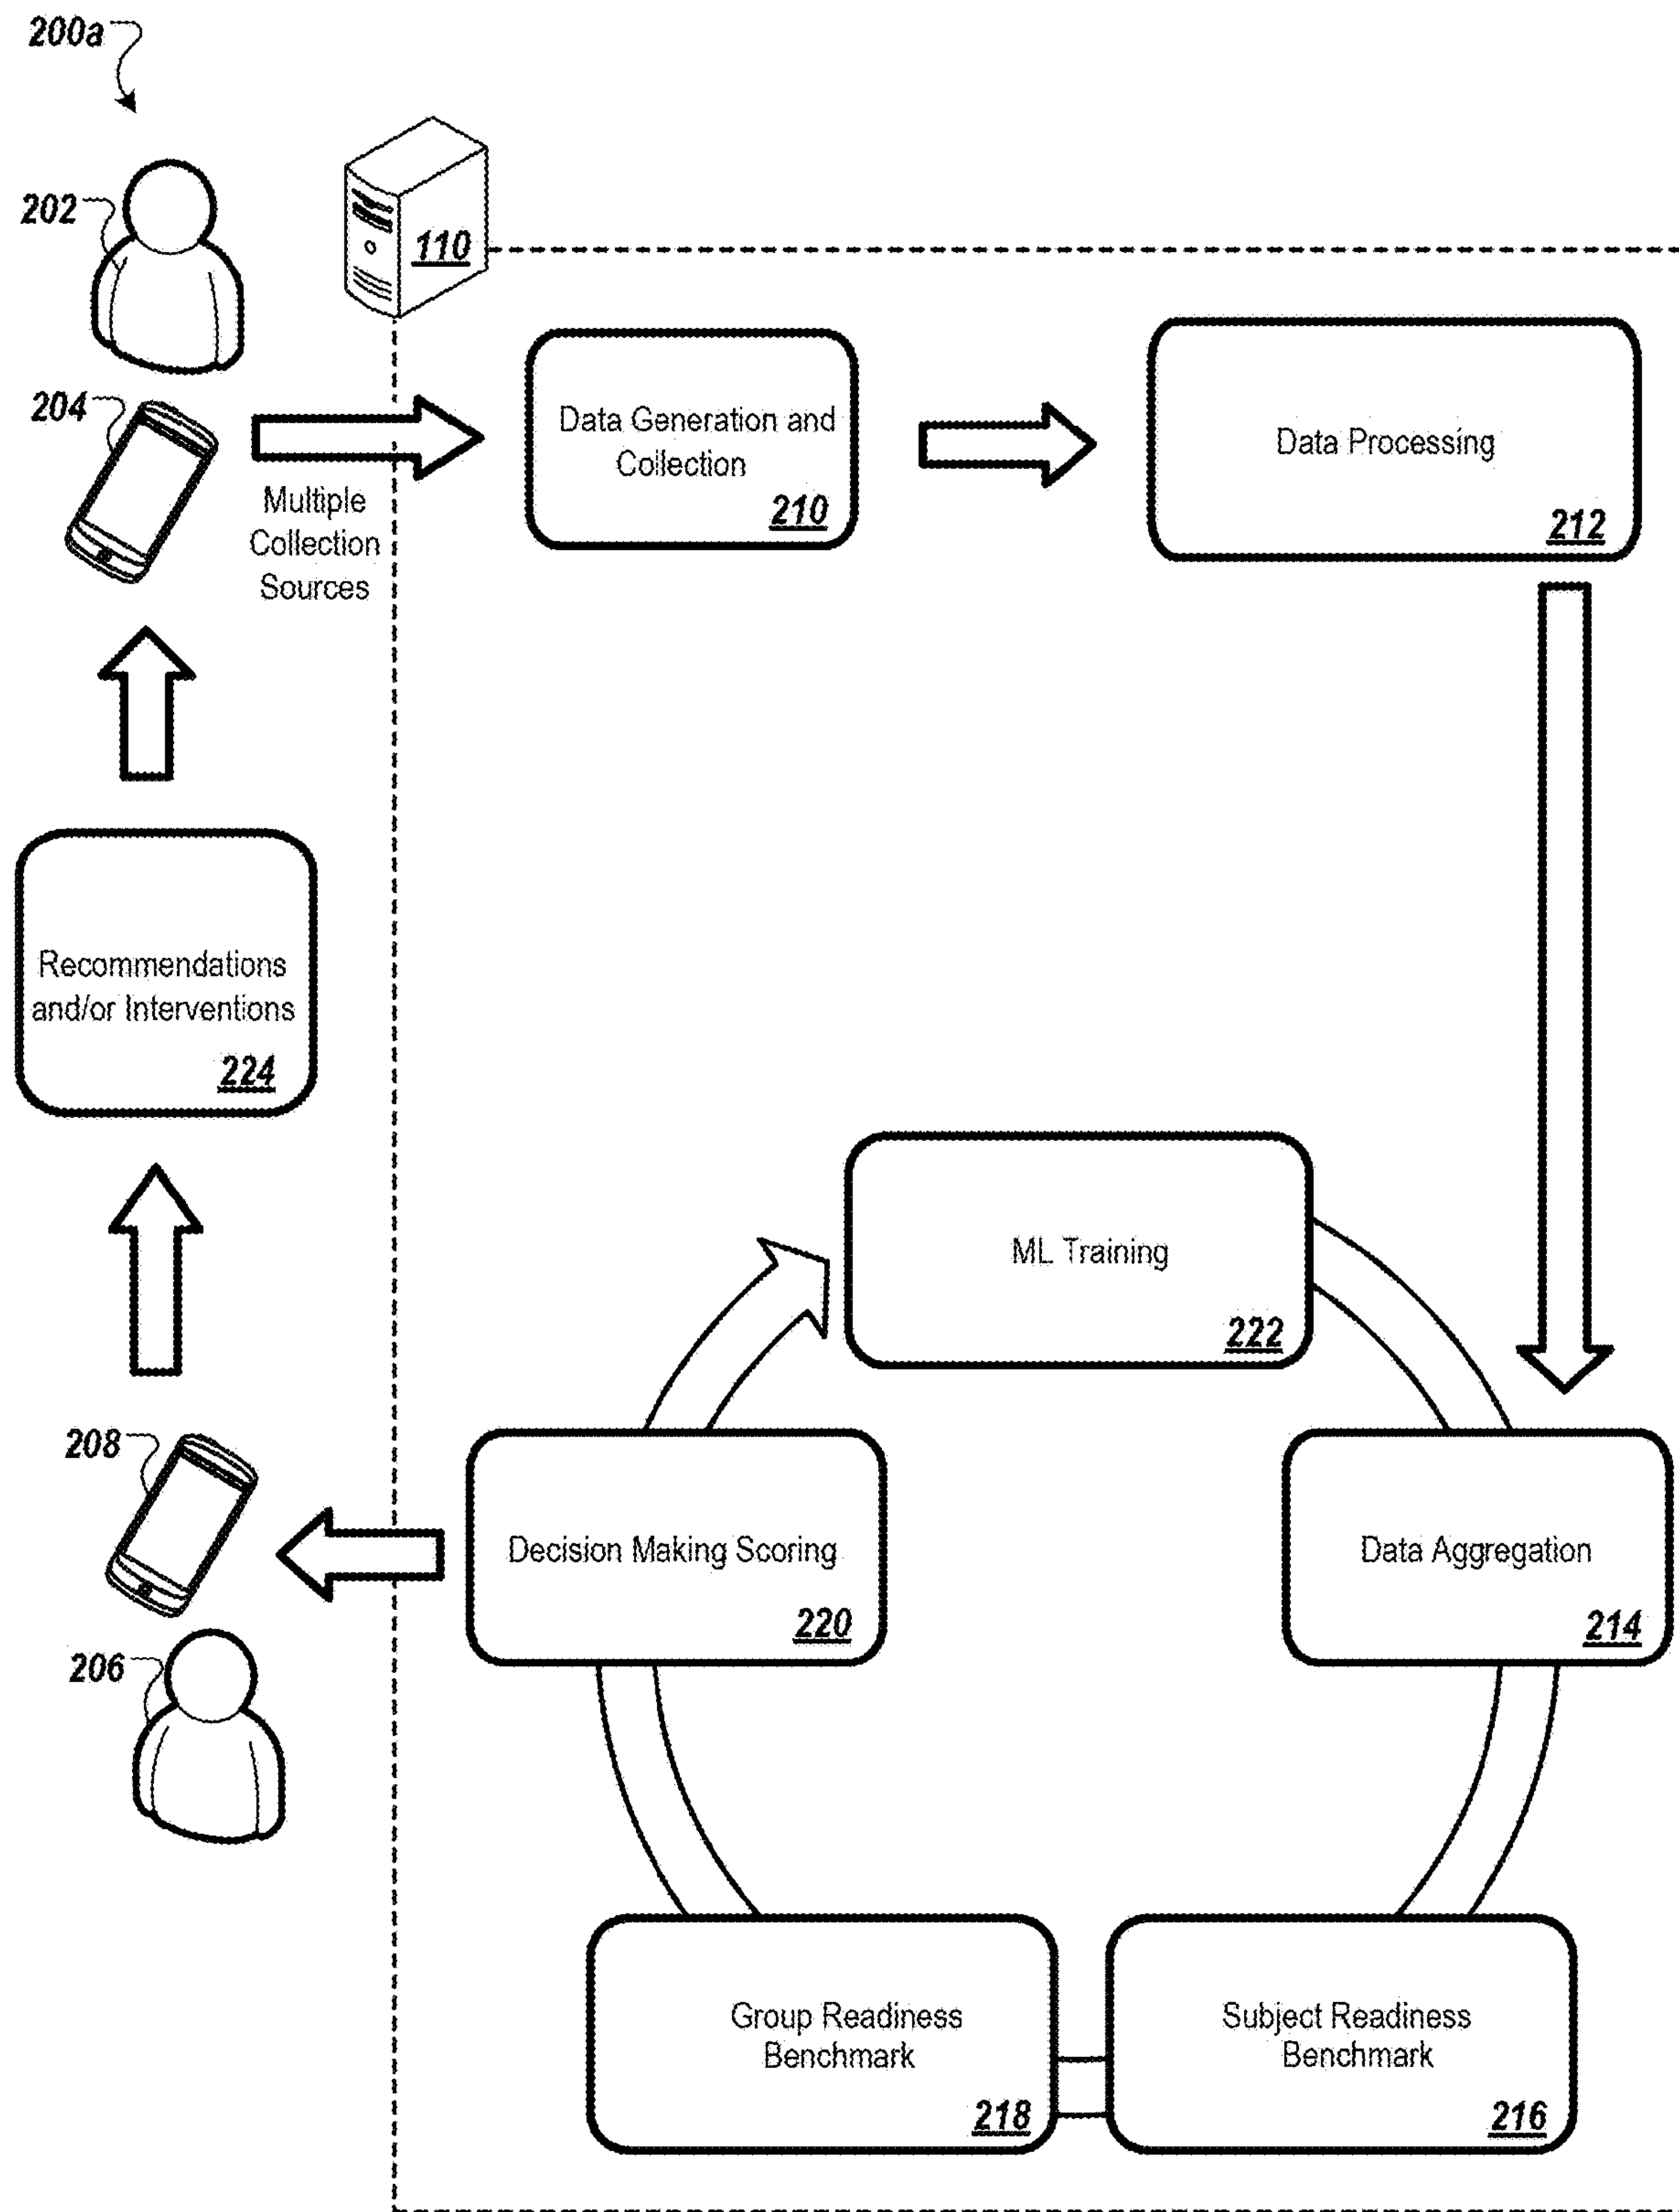 200a
202
110
204
Multiple
Collection
Sources
Data Generation and
Collection
210
Data Processing
212
Recommendations
and/or Interventions
224
ML Training
222
208
Decision Making Scoring
220
Data Aggregation
214
206
Group Readiness
Benchmark
218
Subject Readiness
Benchmark
216